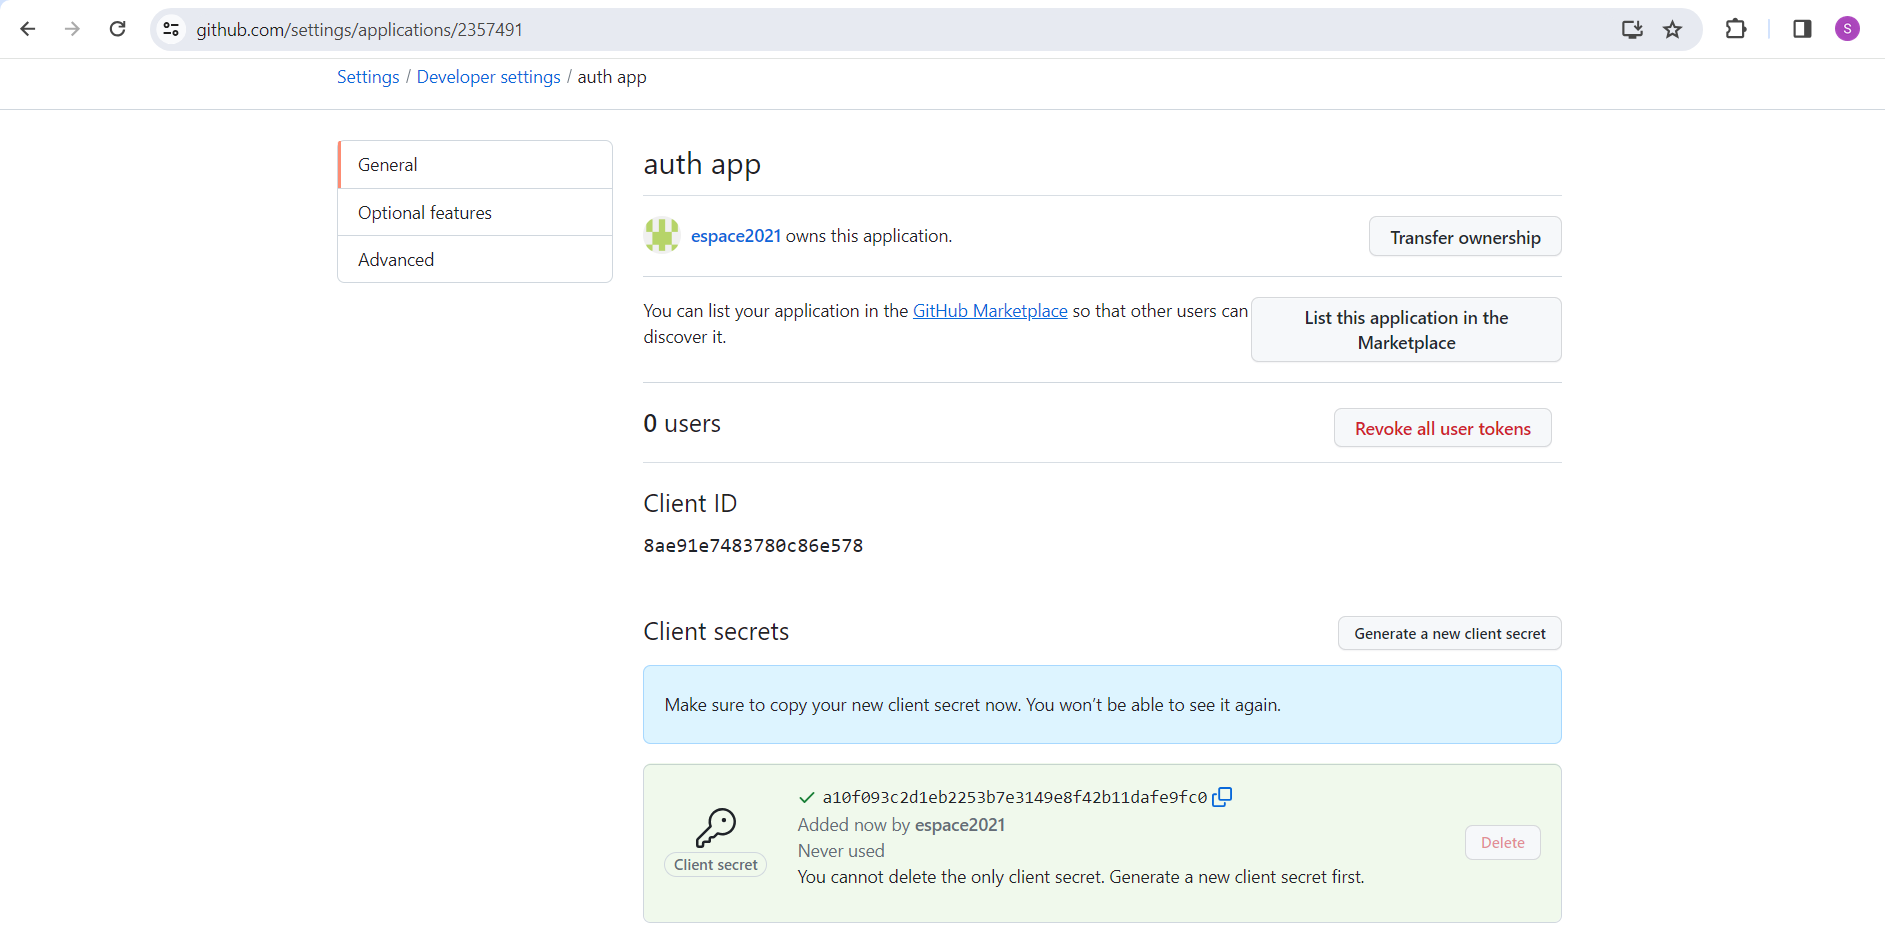 github.com/settings/applications/2357491
S
Settings / Developer settings / auth app
General
Optional features
Advanced
auth app
espace2021 owns this application.
Transfer ownership
You can list your application in the GitHub Marketplace so that other users can
discover it.
List this application in the
Marketplace
0 users
Revoke all user tokens
Client ID
8ae91e7483780c86e578
Client secrets
Generate a new client secret
Make sure to copy your new client secret now. You won’t be able to see it again.
a10f093c2d1eb2253b7e3149e8f42b11dafe9fc0
Added now by espace2021
Never used
You cannot delete the only client secret. Generate a new client secret first.
Client secret
Delete